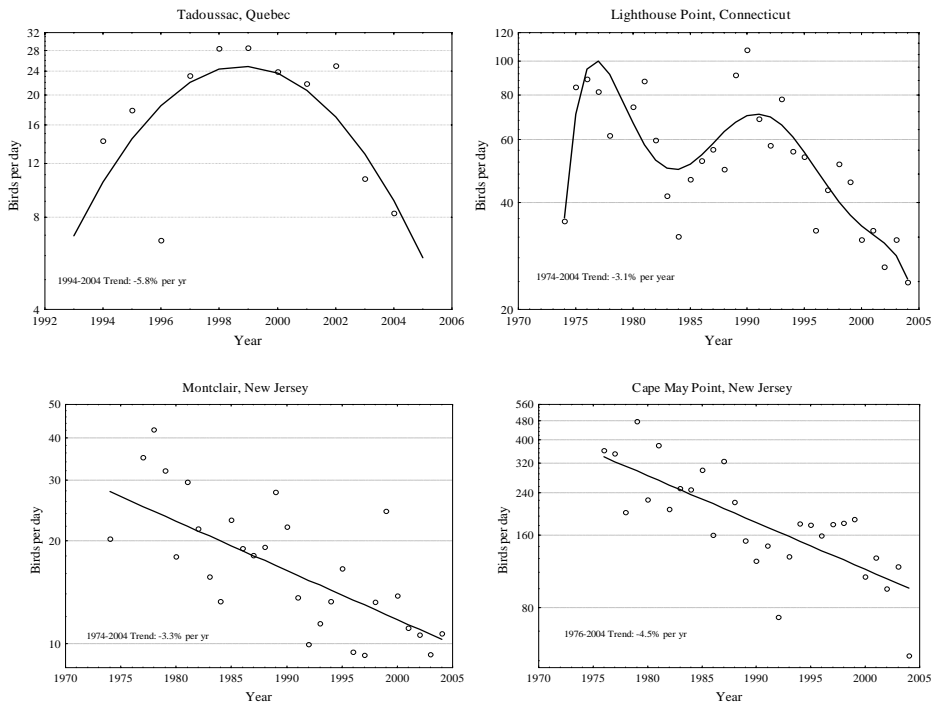 Tadoussac, Quebec
32
28
24
20
16
12
8
4
Birds per day
1994-2004 Trend: -5.8% per yr
1992 1994 1996 1998 2000 2002 2004 2006
Year
Lighthouse Point, Connecticut
120
100
80
60
40
20
Birds per day
1974-2004 Trend: -3.1% per year
1970 1975 1980 1985 1990 1995 2000 2005
Year
Montclair, New Jersey
50
40
30
20
10
Birds per day
1974-2004 Trend: -3.3% per yr
1970 1975 1980 1985 1990 1995 2000 2005
Year
Cape May Point, New Jersey
560
480
400
320
240
160
80
Birds per day
1976-2004 Trend: -4.5% per yr
1970 1975 1980 1985 1990 1995 2000 2005
Year